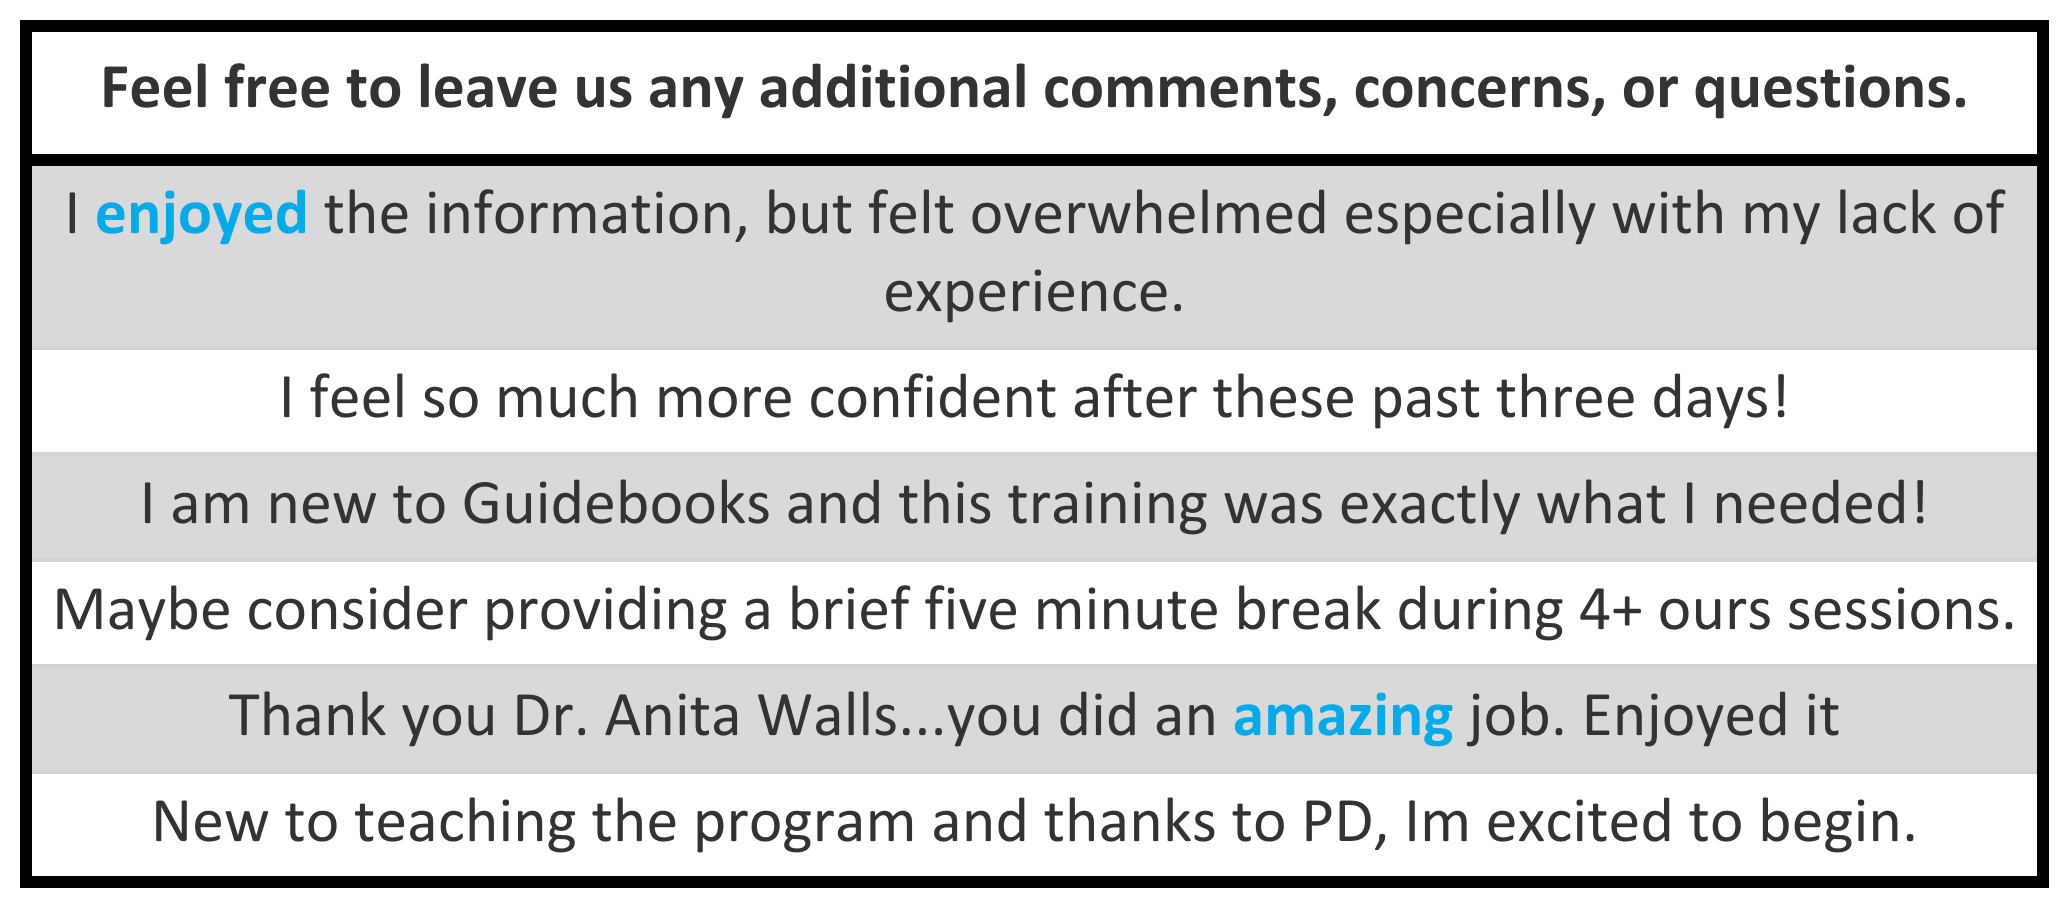 Feel free to leave us any additional comments, concerns, or questions.
I enjoyed the information, but felt overwhelmed especially with my lack of
experience.
I feel so much more confident after these past three days!
I am new to Guidebooks and this training was exactly what I needed!
Maybe consider providing a brief five minute break during 4+ ours sessions.
Thank you Dr. Anita Walls...you did an amazing job. Enjoyed it
New to teaching the program and thanks to PD, Im excited to begin.